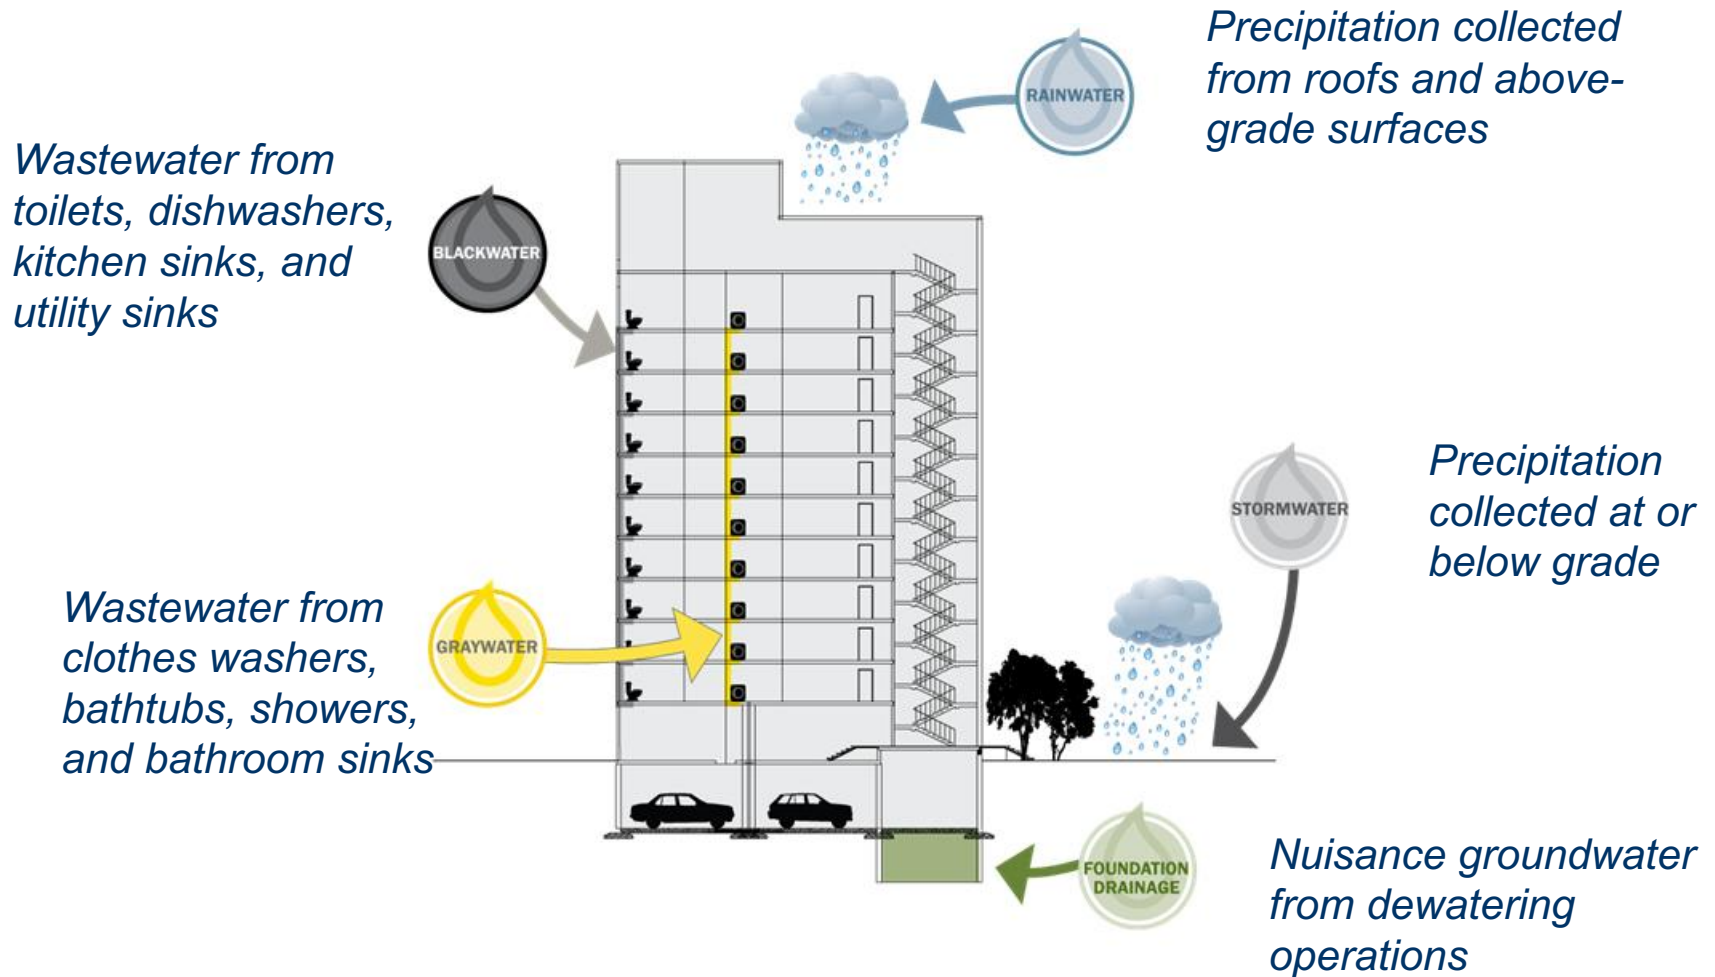 Precipitation collected
from roofs and above-
grade surfaces
RAINWATER
Wastewater from
toilets, dishwashers,
kitchen sinks, and
utility sinks
BLACKWATER
Precipitation
collected at or
below grade
STORMWATER
Wastewater from
clothes washers,
bathtubs, showers,
and bathroom sinks
GRAYWATER
FOUNDATION
DRAINAGE
Nuisance groundwater
from dewatering
operations